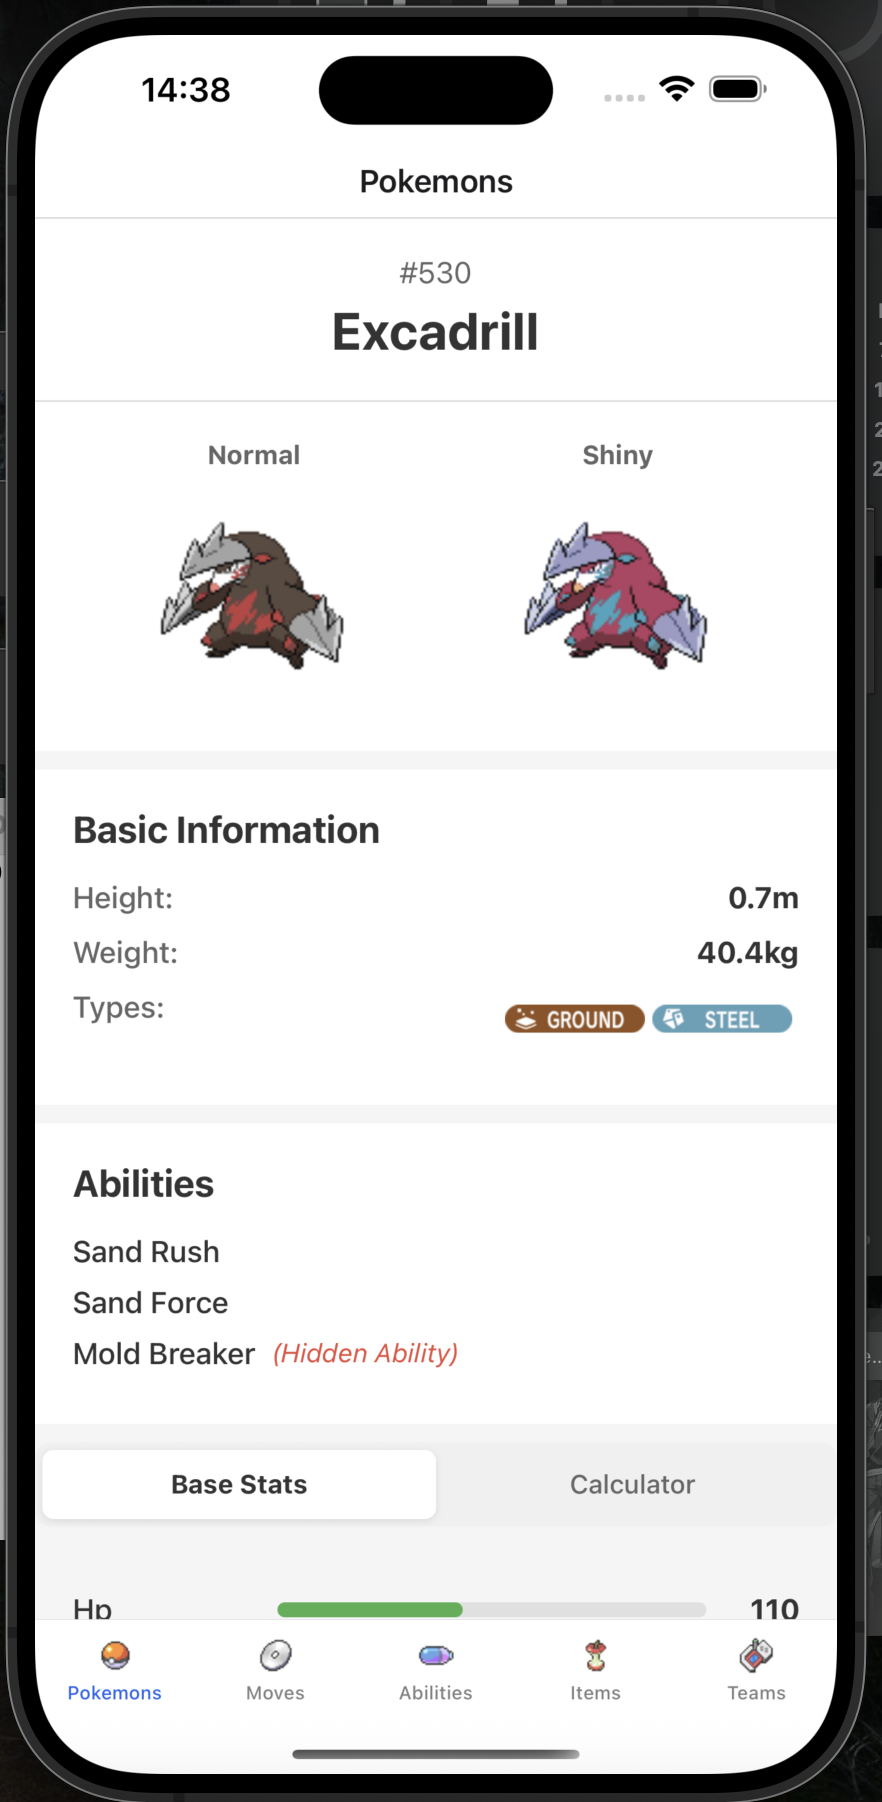 14:38
Pokemons
#530
Excadrill
Normal
Shiny
Basic Information
Height: 0.7m
Weight: 40.4kg
Types: GROUND STEEL
Abilities
Sand Rush
Sand Force
Mold Breaker (Hidden Ability)
Base Stats
Calculator
Hp 110
Pokemons
Moves
Abilities
Items
Teams